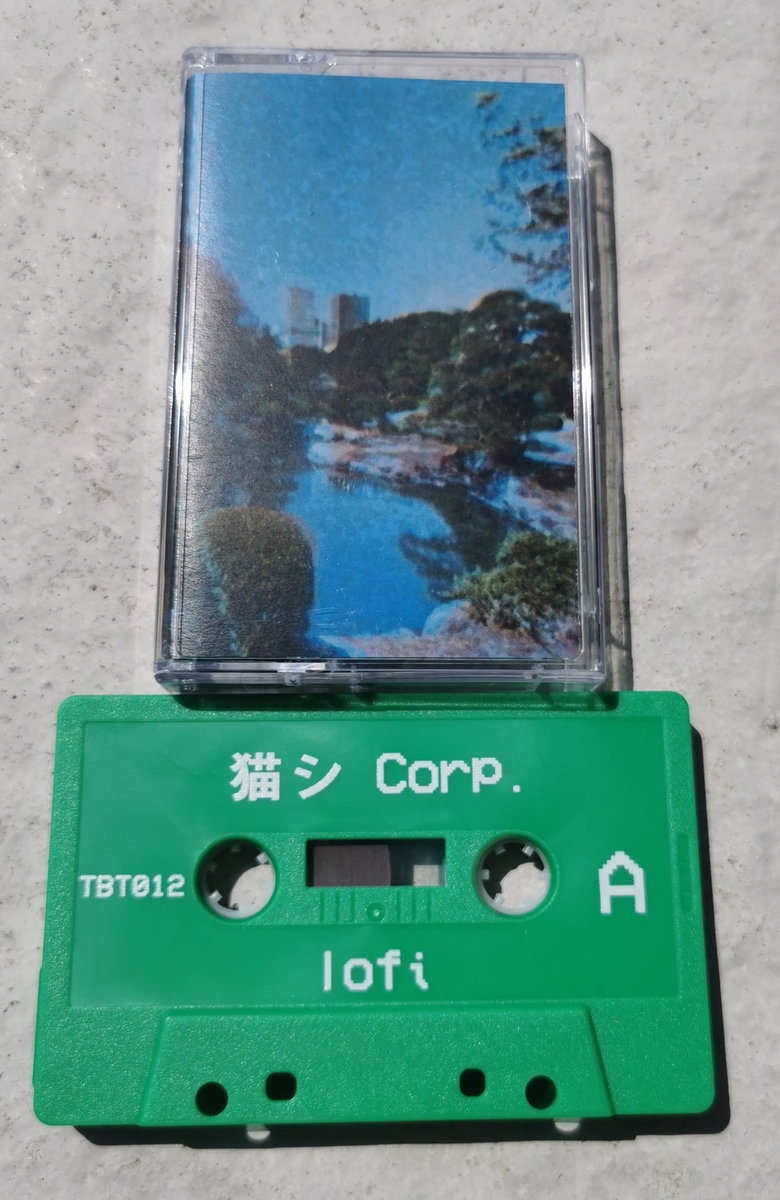 猫シ Corp.
TBT012
A
lofi